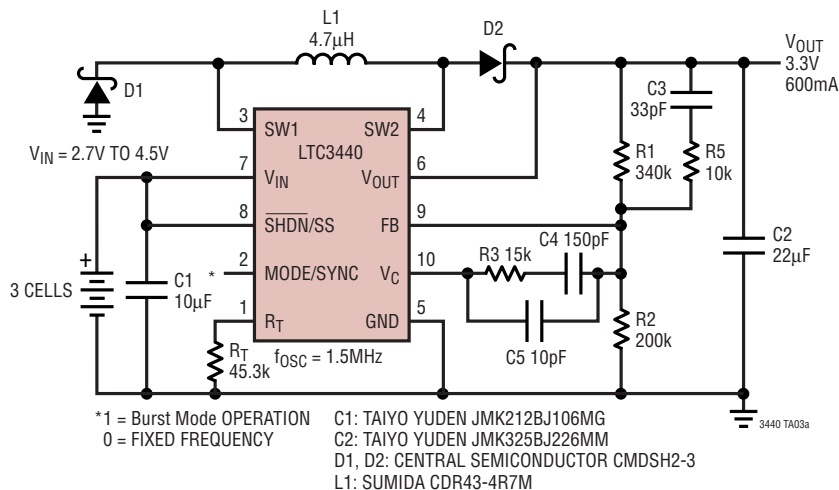 L1
4.7µH
D2
D1
VOUT
3.3V
600mA
C3
33pF
3
SW1
SW2
4
LTC3440
VIN = 2.7V TO 4.5V
7
VIN
VOUT
6
R1
340k
R5
10k
8
SHDN/SS
FB
9
2
MODE/SYNC
*
VC
10
R3 15k
C4 150pF
C2
22µF
+
3 CELLS
C1
10µF
1
RT
GND
5
C5 10pF
R2
200k
RT
45.3k
fOSC = 1.5MHz
*1 = Burst Mode OPERATION
0 = FIXED FREQUENCY
C1: TAIYO YUDEN JMK212BJ106MG
C2: TAIYO YUDEN JMK325BJ226MM
D1, D2: CENTRAL SEMICONDUCTOR CMDSH2-3
L1: SUMIDA CDR43-4R7M
3440 TA03a